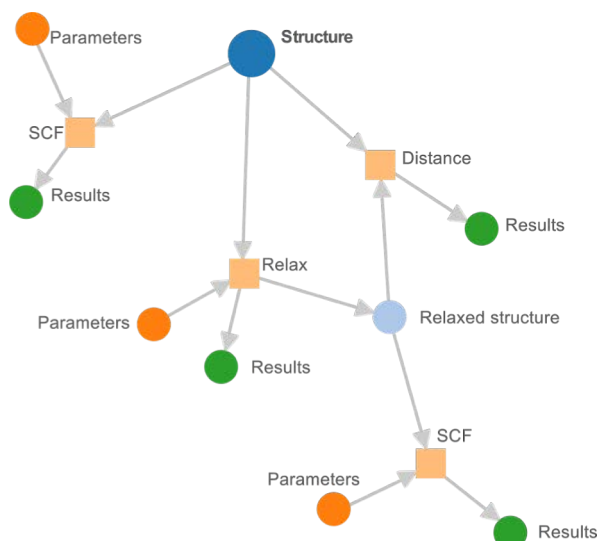 Parameters
Structure
SCF
Distance
Results
Results
Relax
Parameters
Relaxed structure
Results
SCF
Parameters
Results